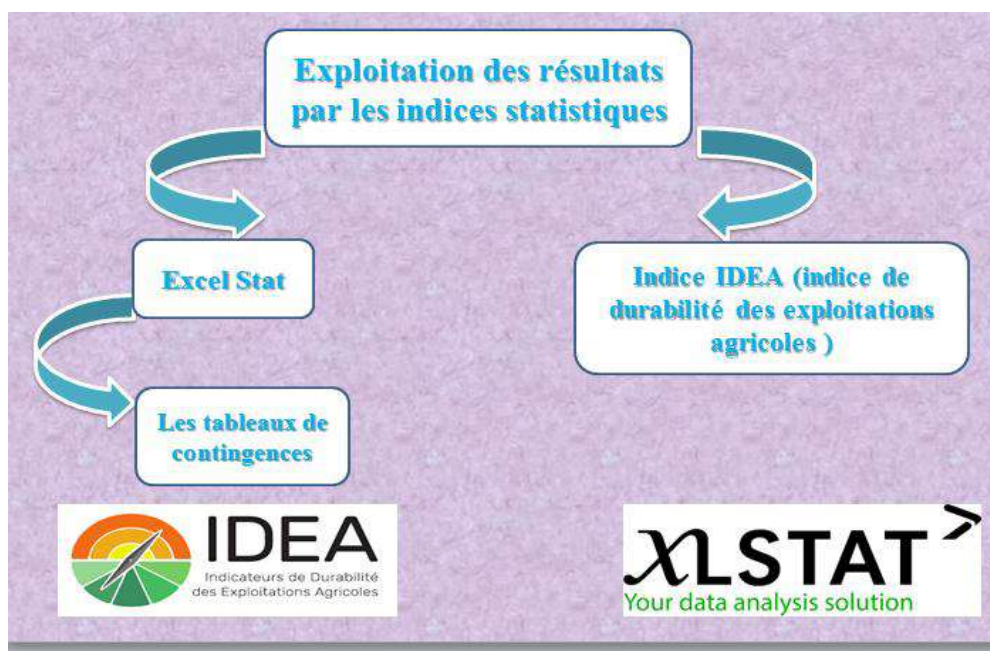 Exploitation des résultats
par les indices statistiques
Excel Stat
Indice IDEA (indice de
durabilité des exploitations
agricoles )
Les tableaux de
contingences
IDEA
Indicateurs de Durabilité
des Exploitations Agricoles
XLSTAT
Your data analysis solution